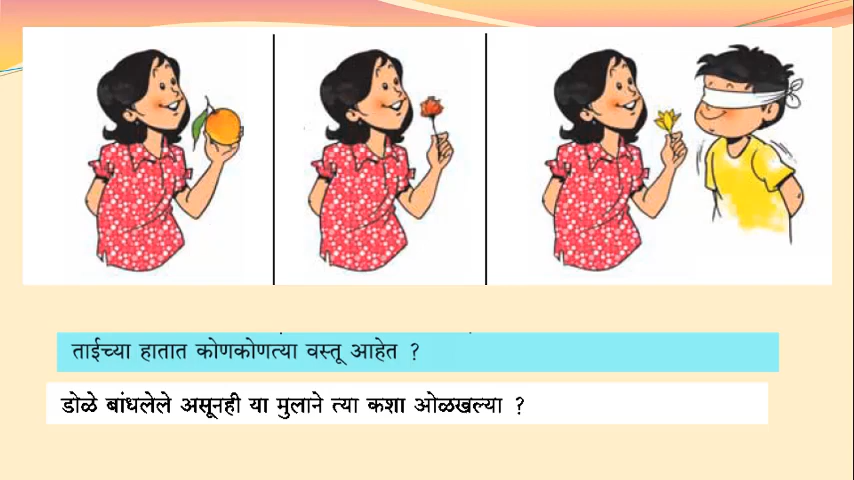 ताईच्या हातात कोणकोणत्या वस्तू आहेत ?
डोळे बांधलेले असूनही या मुलाने त्या कशा ओळखल्या ?